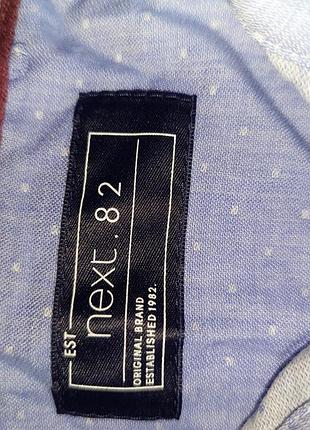 EST
next.82
ORIGINAL BRAND
ESTABLISHED 1982.